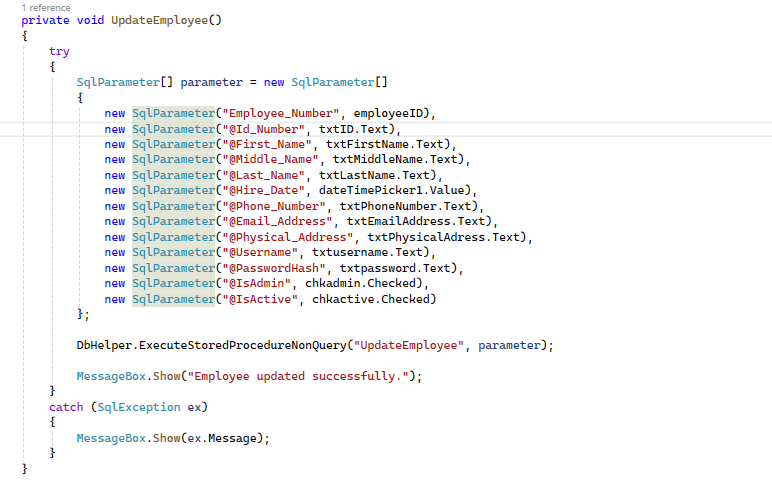 1 reference
private void UpdateEmployee()
{
try
{
SqlParameter[] parameter = new SqlParameter[]
{
new SqlParameter("Employee_Number", employeeID),
new SqlParameter("@Id_Number", txtID.Text),
new SqlParameter("@First_Name", txtFirstName.Text),
new SqlParameter("@Middle_Name", txtMiddleName.Text),
new SqlParameter("@Last_Name", txtLastName.Text),
new SqlParameter("@Hire_Date", dateTimePicker1.Value),
new SqlParameter("@Phone_Number", txtPhoneNumber.Text),
new SqlParameter("@Email_Address", txtEmailAddress.Text),
new SqlParameter("@Physical_Address", txtPhysicalAdress.Text),
new SqlParameter("@Username", txtusername.Text),
new SqlParameter("@PasswordHash", txtpassword.Text),
new SqlParameter("@IsAdmin", chkadmin.Checked),
new SqlParameter("@IsActive", chkactive.Checked)
};
DbHelper.ExecuteStoredProcedureNonQuery("UpdateEmployee", parameter);
MessageBox.Show("Employee updated successfully.");
}
catch (SqlException ex)
{
MessageBox.Show(ex.Message);
}
}